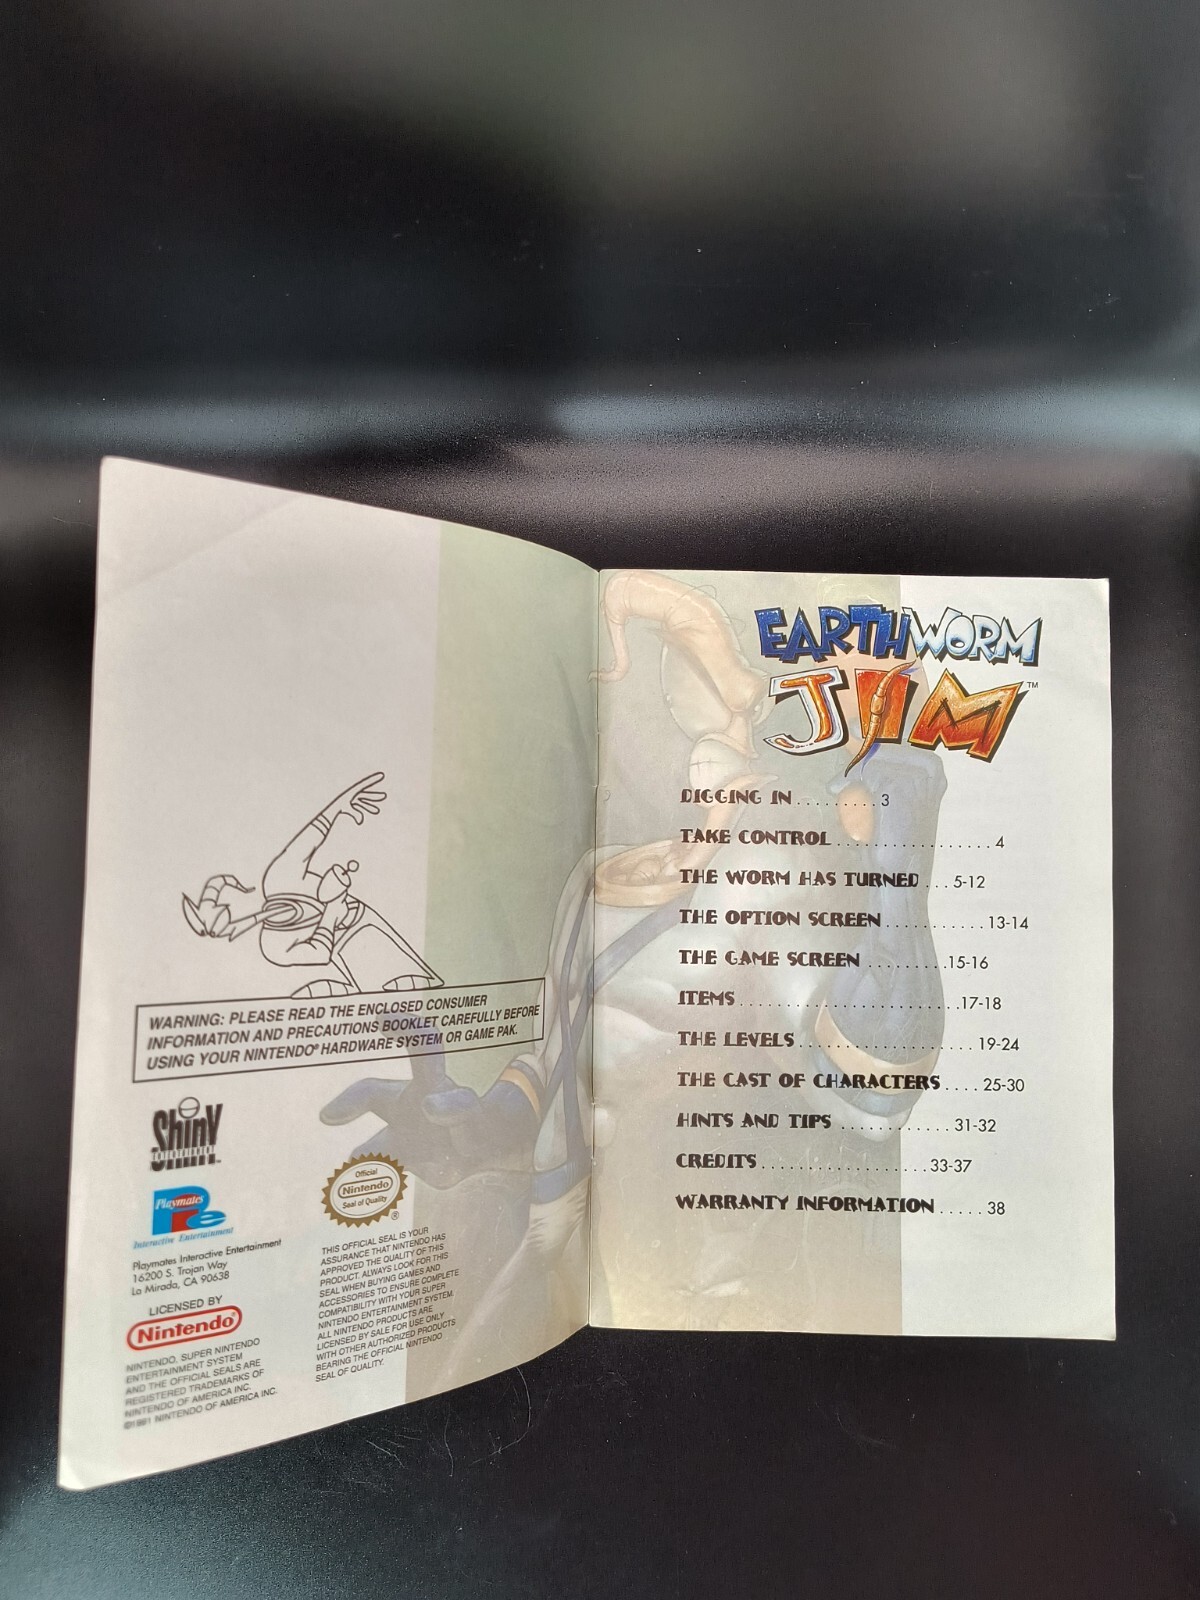 WARNING: PLEASE READ THE ENCLOSED CONSUMER
INFORMATION AND PRECAUTIONS BOOKLET CAREFULLY BEFORE
USING YOUR NINTENDO® HARDWARE SYSTEM OR GAME PAK.
Shiny
ENTERTAINMENT™
Playmates
Pie
Interactive Entertainment
Playmates Interactive Entertainment
16200 S. Trojan Way
La Mirada, CA 90638
LICENSED BY
Nintendo®
NINTENDO, SUPER NINTENDO
ENTERTAINMENT SYSTEM
AND THE OFFICIAL SEALS ARE
REGISTERED TRADEMARKS OF
NINTENDO OF AMERICA INC.
©1991 NINTENDO OF AMERICA INC.
Official
Nintendo
Seal of Quality
®
THIS OFFICIAL SEAL IS YOUR
ASSURANCE THAT NINTENDO HAS
APPROVED THE QUALITY OF THIS
PRODUCT. ALWAYS LOOK FOR THIS
SEAL WHEN BUYING GAMES AND
ACCESSORIES TO ENSURE COMPLETE
COMPATIBILITY WITH YOUR SUPER
NINTENDO ENTERTAINMENT SYSTEM.
ALL NINTENDO PRODUCTS ARE
LICENSED BY SALE FOR USE ONLY
WITH OTHER AUTHORIZED PRODUCTS
BEARING THE OFFICIAL NINTENDO
SEAL OF QUALITY.
EARTHWORM
JIM™
DIGGING IN.........3
TAKE CONTROL.................4
THE WORM HAS TURNED...5-12
THE OPTION SCREEN...........13-14
THE GAME SCREEN.........15-16
ITEMS........................17-18
THE LEVELS...................19-24
THE CAST OF CHARACTERS....25-30
HINTS AND TIPS............31-32
CREDITS..................33-37
WARRANTY INFORMATION.....38